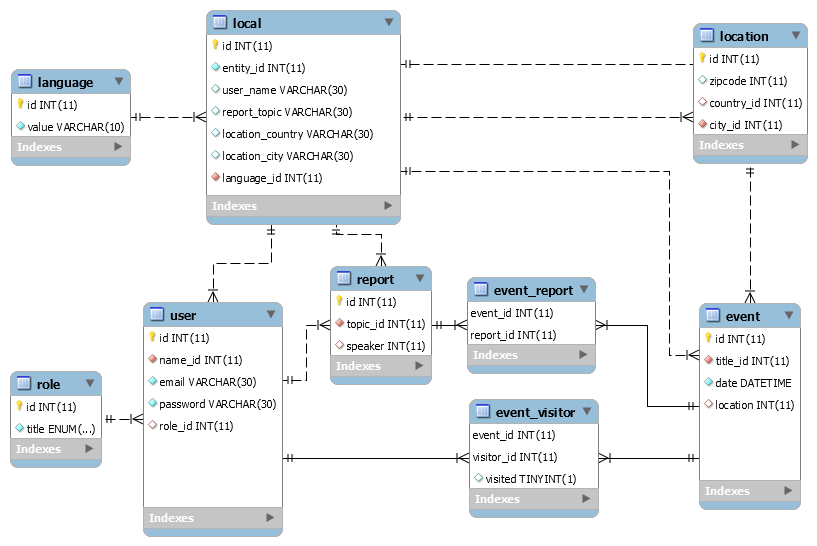 local
id INT(11)
entity_id INT(11)
user_name VARCHAR(30)
report_topic VARCHAR(30)
location_country VARCHAR(30)
location_city VARCHAR(30)
language_id INT(11)
Indexes
location
id INT(11)
zipcode INT(11)
country_id INT(11)
city_id INT(11)
Indexes
language
id INT(11)
value VARCHAR(10)
Indexes
report
id INT(11)
topic_id INT(11)
speaker INT(11)
Indexes
event_report
event_id INT(11)
report_id INT(11)
Indexes
user
id INT(11)
name_id INT(11)
email VARCHAR(30)
password VARCHAR(30)
role_id INT(11)
Indexes
event
id INT(11)
title_id INT(11)
date DATETIME
location INT(11)
Indexes
role
id INT(11)
title ENUM(...)
Indexes
event_visitor
event_id INT(11)
visitor_id INT(11)
visited TINYINT(1)
Indexes